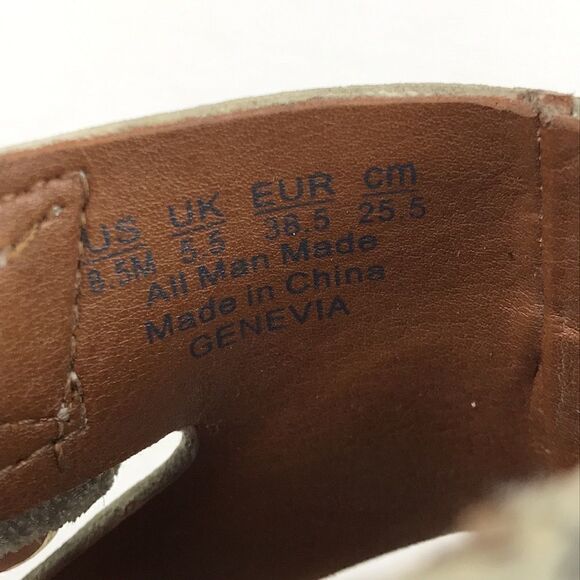 US UK EUR cm
8.5M 5.5 38.5 25.5
All Man Made
Made in China
GENEVIA